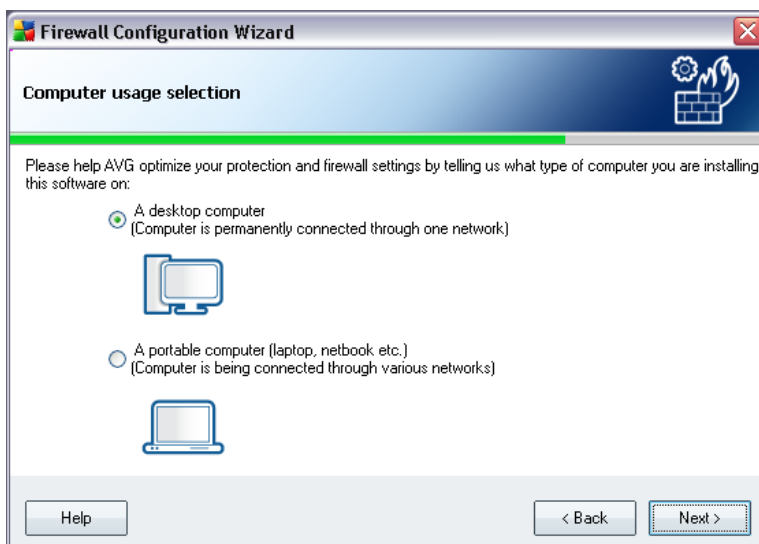 Firewall Configuration Wizard
Computer usage selection
Please help AVG optimize your protection and firewall settings by telling us what type of computer you are installing
this software on:
A desktop computer
(Computer is permanently connected through one network)
A portable computer (laptop, netbook etc.)
(Computer is being connected through various networks)
Help
< Back
Next >